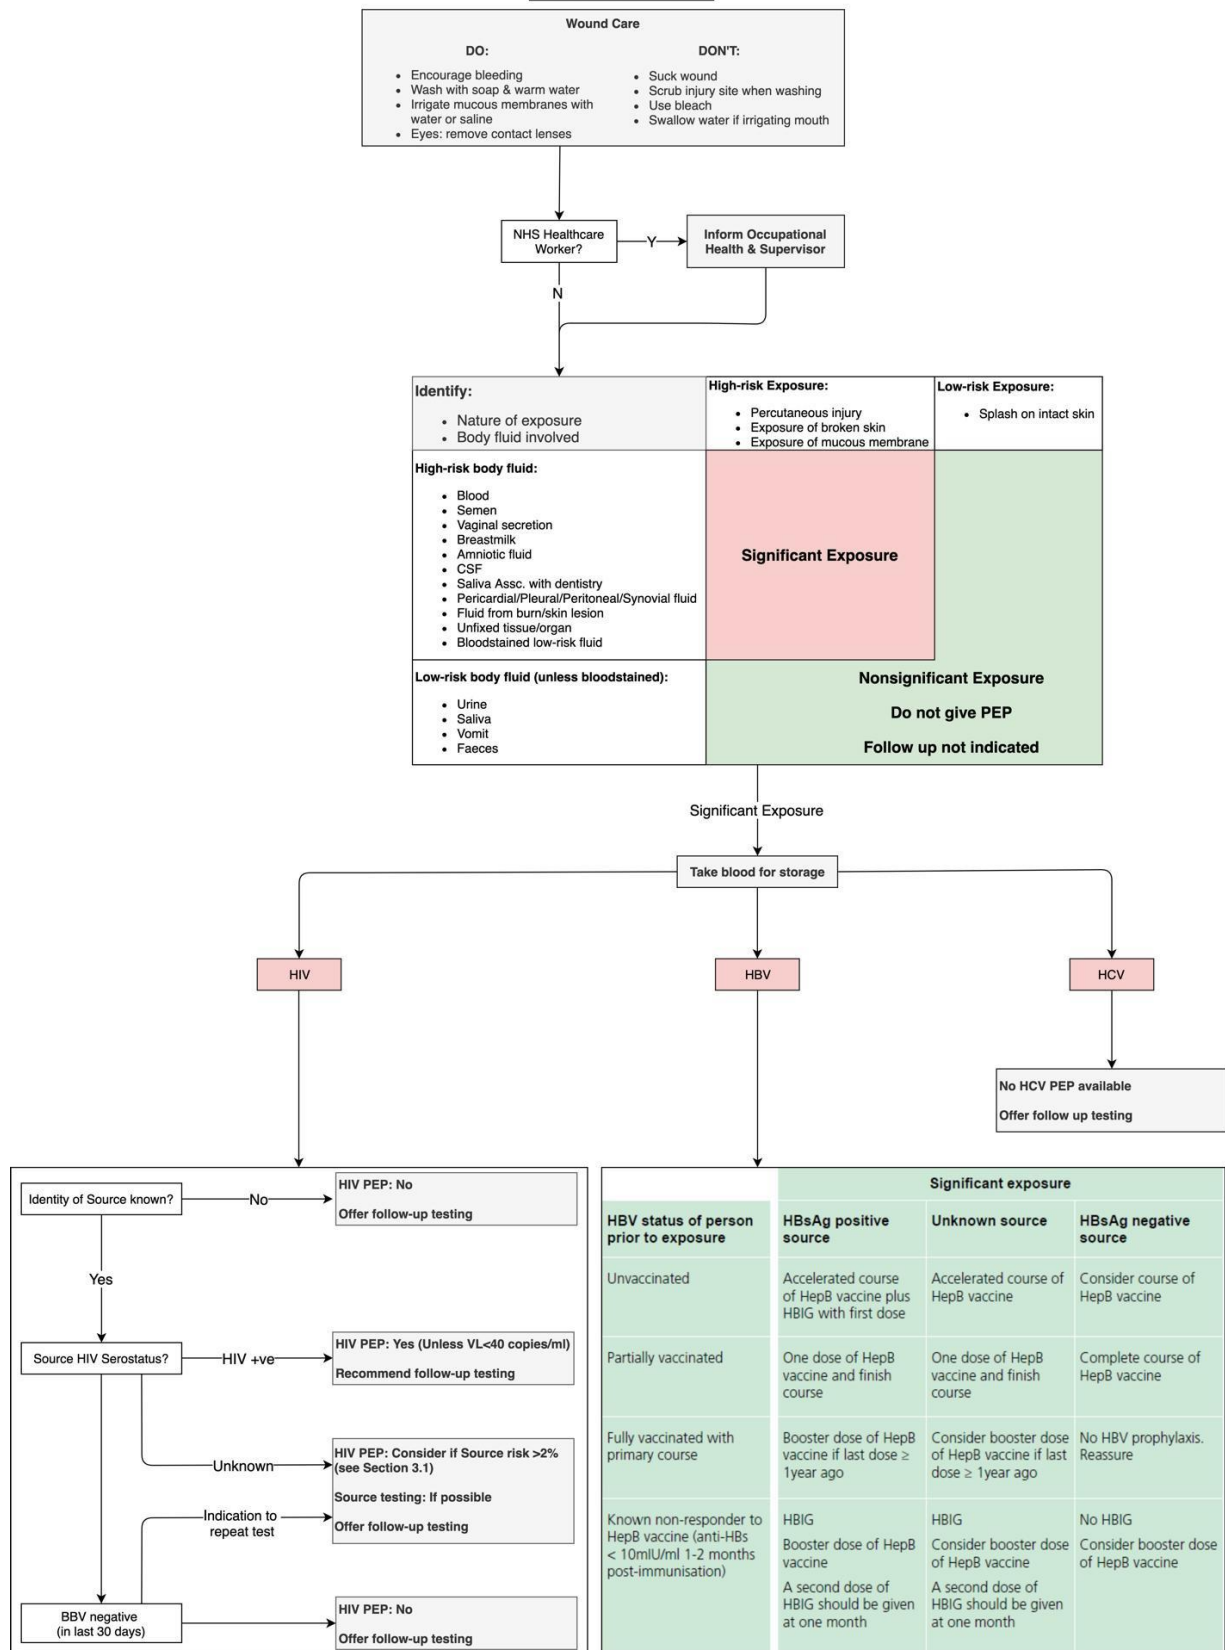 Wound Care
DO:
Encourage bleeding
Wash with soap & warm water
Irrigate mucous membranes with
water or saline
Eyes: remove contact lenses
DON'T:
Suck wound
Scrub injury site when washing
Use bleach
Swallow water if irrigating mouth
NHS Healthcare
Worker?
Y
Inform Occupational
Health & Supervisor
N
Identify:
Nature of exposure
Body fluid involved
High-risk Exposure:
Percutaneous injury
Exposure of broken skin
Exposure of mucous membrane
Low-risk Exposure:
Splash on intact skin
High-risk body fluid:
Blood
Semen
Vaginal secretion
Breastmilk
Amniotic fluid
CSF
Saliva Assc. with dentistry
Pericardial/Pleural/Peritoneal/Synovial fluid
Fluid from burn/skin lesion
Unfixed tissue/organ
Bloodstained low-risk fluid
Significant Exposure
Low-risk body fluid (unless bloodstained):
Urine
Saliva
Vomit
Faeces
Nonsignificant Exposure
Do not give PEP
Follow up not indicated
Significant Exposure
Take blood for storage
HIV
HBV
HCV
No HCV PEP available
Offer follow up testing
Identity of Source known?
No
HIV PEP: No
Offer follow-up testing
Yes
Source HIV Serostatus?
HIV +ve
HIV PEP: Yes (Unless VL<40 copies/ml)
Recommend follow-up testing
Unknown
HIV PEP: Consider if Source risk >2%
(see Section 3.1)
Source testing: If possible
Offer follow-up testing
Indication to
repeat test
BBV negative
(in last 30 days)
HIV PEP: No
Offer follow-up testing
Significant exposure
HBV status of person
prior to exposure
HBsAg positive
source
Unknown source
HBsAg negative
source
Unvaccinated
Accelerated course
of HepB vaccine plus
HBIG with first dose
Accelerated course of
HepB vaccine
Consider course of
HepB vaccine
Partially vaccinated
One dose of HepB
vaccine and finish
course
One dose of HepB
vaccine and finish
course
Complete course of
HepB vaccine
Fully vaccinated with
primary course
Booster dose of HepB
vaccine if last dose ≥
1year ago
Consider booster dose
of HepB vaccine if last
dose ≥ 1year ago
No HBV prophylaxis.
Reassure
Known non-responder to
HepB vaccine (anti-HBs
< 10mIU/ml 1-2 months
post-immunisation)
HBIG
Booster dose of HepB
vaccine
A second dose of
HBIG should be given
at one month
HBIG
Consider booster dose
of HepB vaccine
A second dose of
HBIG should be given
at one month
No HBIG
Consider booster dose
of HepB vaccine